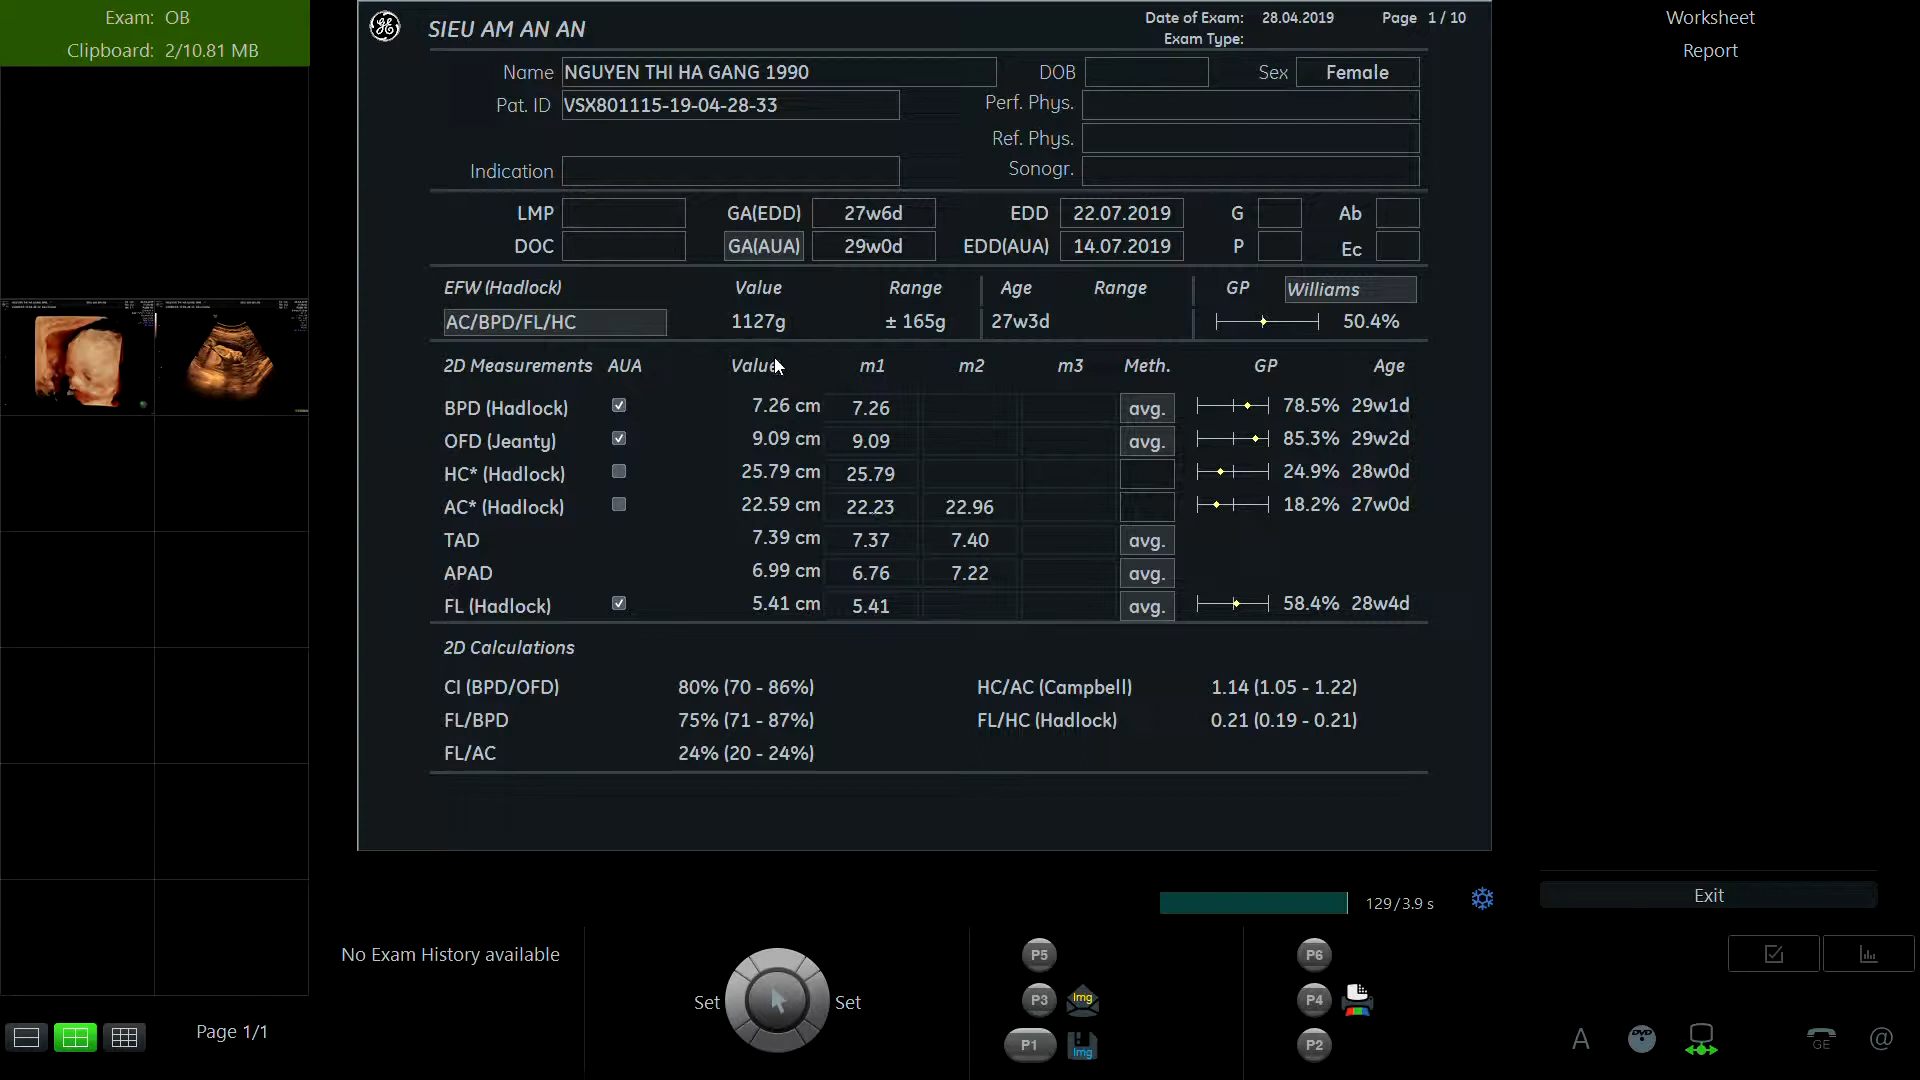 Exam: OB
Clipboard: 2/10.81 MB
SIEU AM AN AN
Date of Exam: 28.04.2019 Page 1 / 10
Exam Type:
Name NGUYEN THI HA GANG 1990 DOB Sex Female
Pat. ID VSX801115-19-04-28-33 Perf. Phys.
Ref. Phys.
Indication Sonogr.
LMP GA(EDD) 27w6d EDD 22.07.2019 G Ab
DOC GA(AUA) 29w0d EDD(AUA) 14.07.2019 P Ec
EFW (Hadlock) Value Range Age Range GP Williams
AC/BPD/FL/HC 1127g ± 165g 27w3d 50.4%
2D Measurements AUA Value m1 m2 m3 Meth. GP Age
BPD (Hadlock) 7.26 cm 7.26 avg. 78.5% 29w1d
OFD (Jeanty) 9.09 cm 9.09 avg. 85.3% 29w2d
HC* (Hadlock) 25.79 cm 25.79 24.9% 28w0d
AC* (Hadlock) 22.59 cm 22.23 22.96 18.2% 27w0d
TAD 7.39 cm 7.37 7.40 avg.
APAD 6.99 cm 6.76 7.22 avg.
FL (Hadlock) 5.41 cm 5.41 avg. 58.4% 28w4d
2D Calculations
CI (BPD/OFD) 80% (70 - 86%) HC/AC (Campbell) 1.14 (1.05 - 1.22)
FL/BPD 75% (71 - 87%) FL/HC (Hadlock) 0.21 (0.19 - 0.21)
FL/AC 24% (20 - 24%)
Worksheet
Report
129/3.9 s
Exit
No Exam History available
Set Set
P5
P3 Img
P1 Img
P6
P4
P2
Page 1/1
A DVD GE @